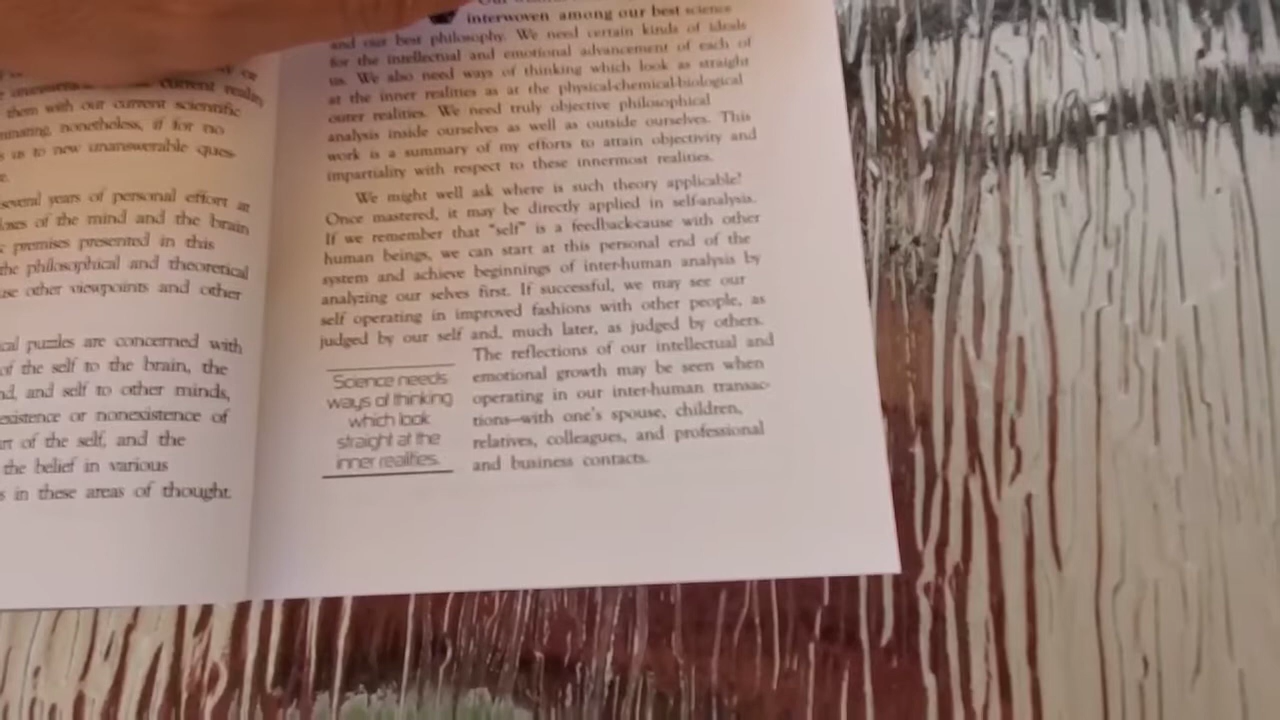 current reality
them with our current scientific
nonetheless, if for no
us to new unanswerable ques-
several years of personal effort at
of the mind and the brain
premises presented in this
the philosophical and theoretical
other viewpoints and other
puzzles are concerned with
of the self to the brain, the
and self to other minds,
existence or nonexistence of
of the self, and the
the belief in various
in these areas of thought.
interwoven among our best science
and our best philosophy. We need certain kinds of ideals
for the intellectual and emotional advancement of each of
us. We also need ways of thinking which look as straight
at the inner realities as at the physical-chemical-biological
outer realities. We need truly objective philosophical
analysis inside ourselves as well as outside ourselves. This
work is a summary of my efforts to attain objectivity and
impartiality with respect to these innermost realities.
We might well ask where is such theory applicable?
Once mastered, it may be directly applied in self-analysis.
If we remember that "self" is a feedback-cause with other
human beings, we can start at this personal end of the
system and achieve beginnings of inter-human analysis by
analyzing our selves first. If successful, we may see our
self operating in improved fashions with other people, as
judged by our self and, much later, as judged by others.
The reflections of our intellectual and
emotional growth may be seen when
operating in our inter-human transac-
tions—with one's spouse, children,
relatives, colleagues, and professional
and business contacts.
Science needs
ways of thinking
which look
straight at the
inner realities.